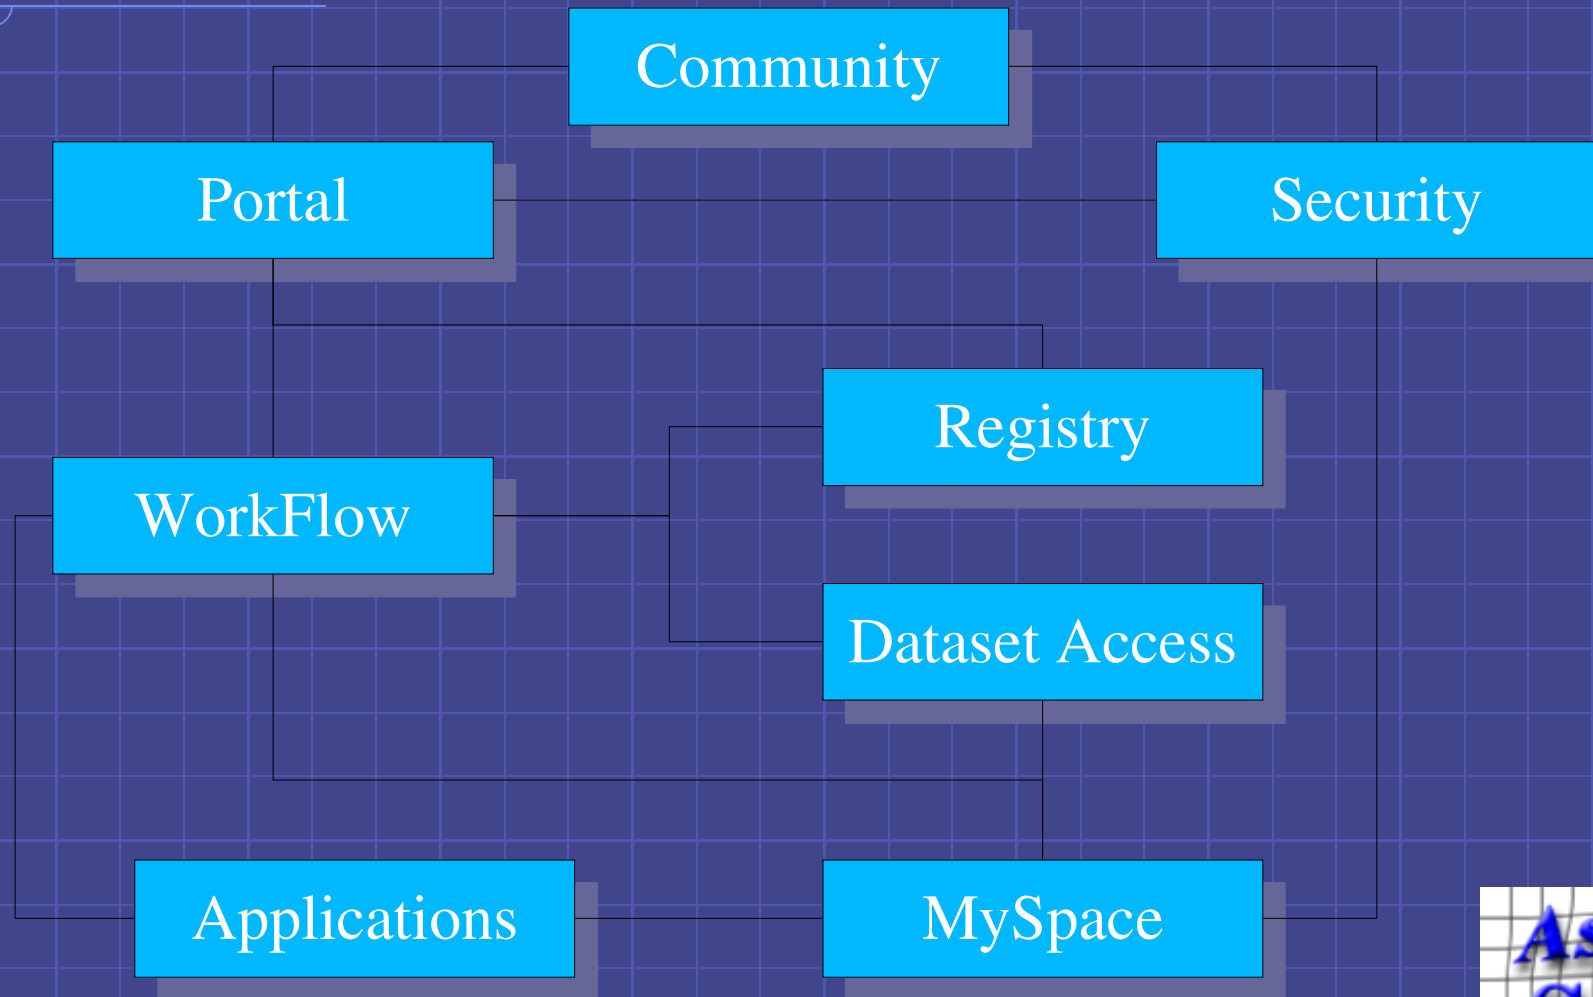 Community
Portal
Security
Registry
WorkFlow
Dataset Access
Applications
MySpace